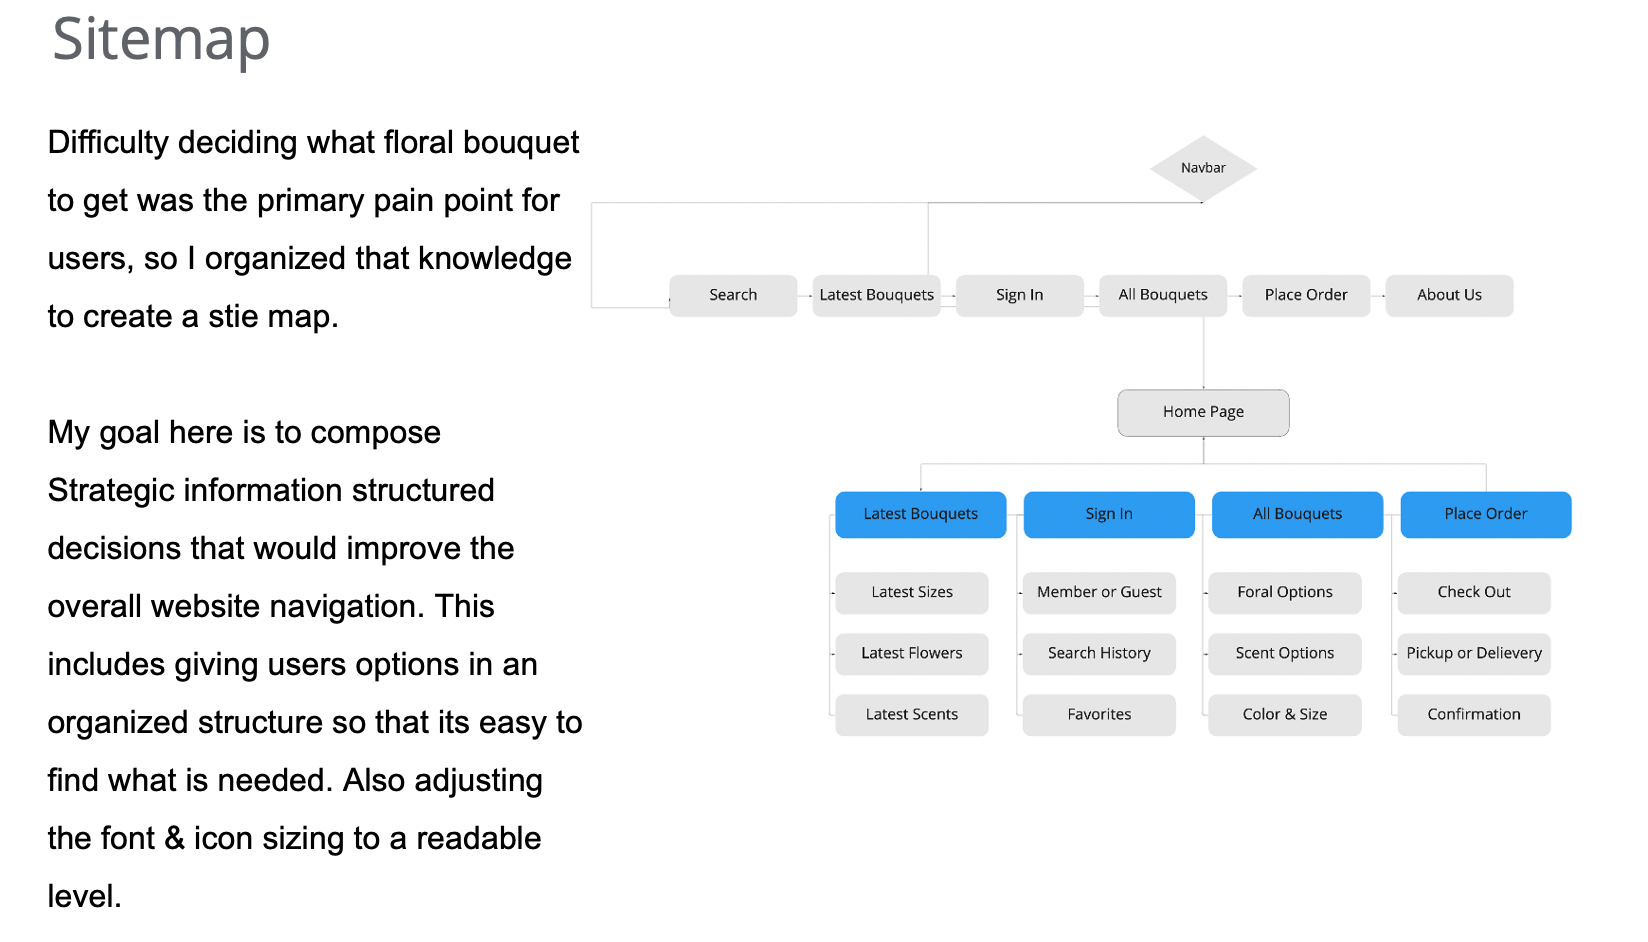 Sitemap
Difficulty deciding what floral bouquet
to get was the primary pain point for
users, so I organized that knowledge
to create a stie map.
My goal here is to compose
Strategic information structured
decisions that would improve the
overall website navigation. This
includes giving users options in an
organized structure so that its easy to
find what is needed. Also adjusting
the font & icon sizing to a readable
level.
Navbar
Search
Latest Bouquets
Sign In
All Bouquets
Place Order
About Us
Home Page
Latest Bouquets
Sign In
All Bouquets
Place Order
Latest Sizes
Member or Guest
Foral Options
Check Out
Latest Flowers
Search History
Scent Options
Pickup or Delievery
Latest Scents
Favorites
Color & Size
Confirmation